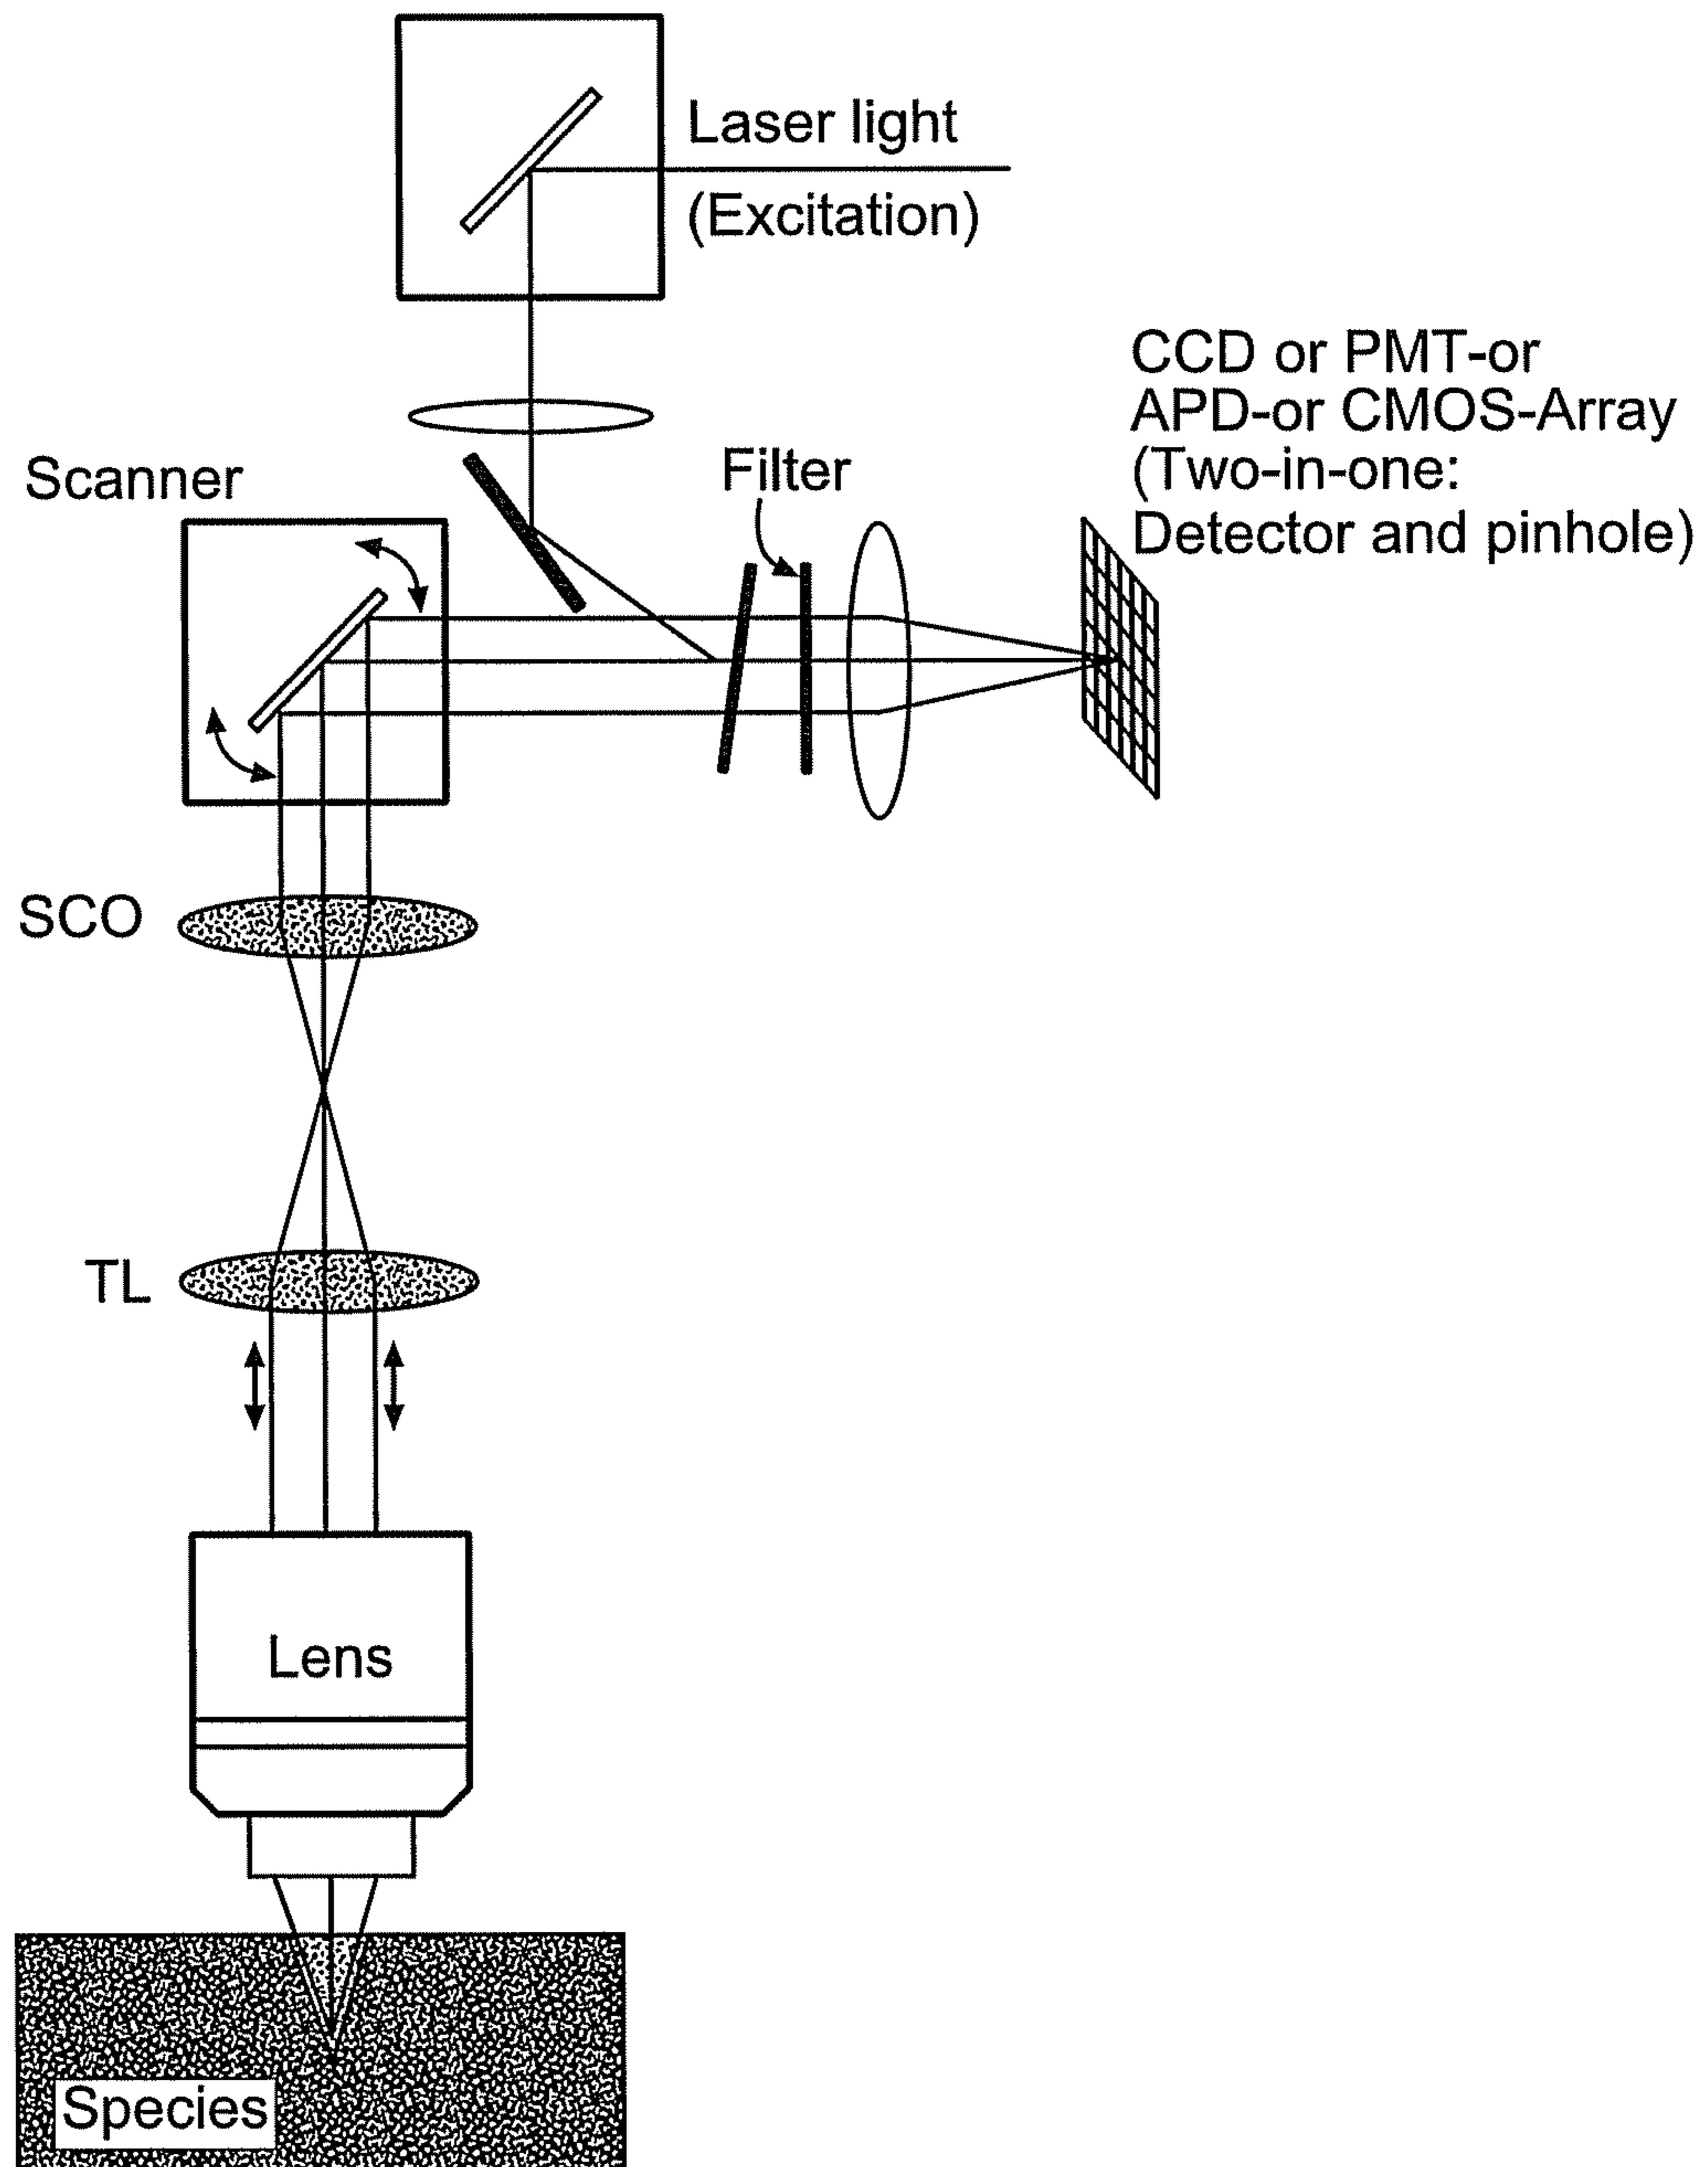 Laser light
(Excitation)
CCD or PMT-or
APD-or CMOS-Array
(Two-in-one:
Detector and pinhole)
Filter
Scanner
SCO
TL
Lens
Species